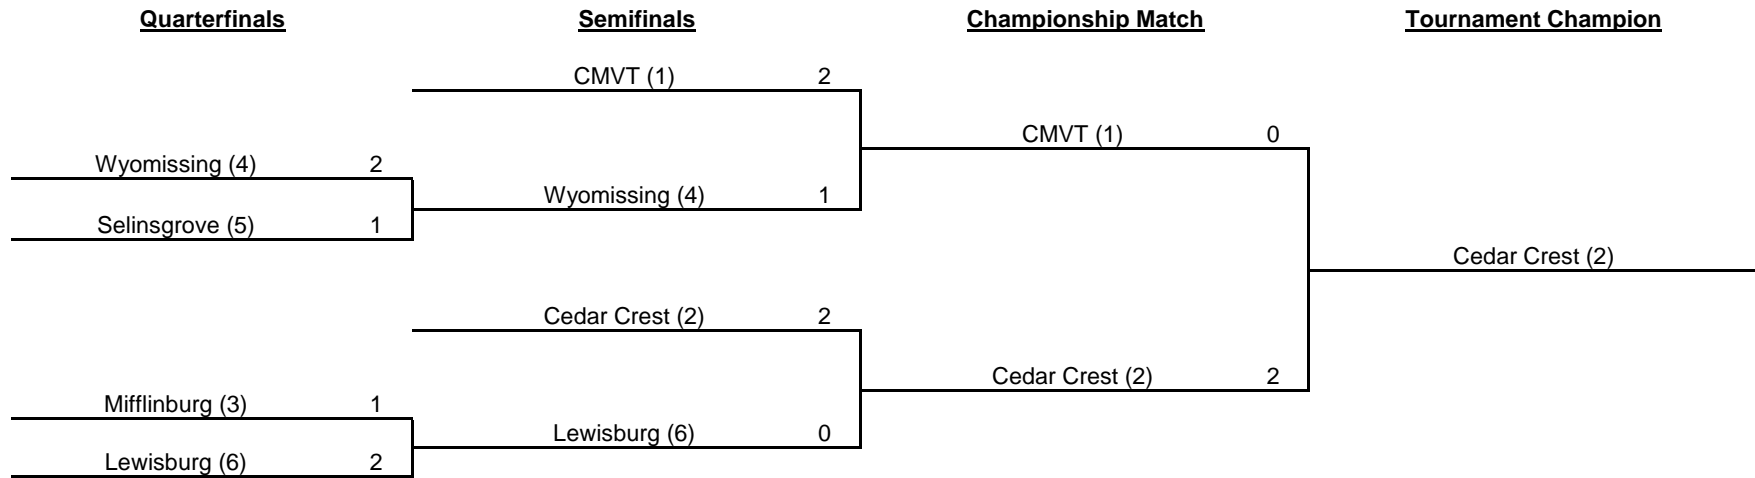 Quarterfinals Semifinals Championship Match Tournament Champion
CMVT (1) 2
CMVT (1) 0
Wyomissing (4) 2
Wyomissing (4) 1
Selinsgrove (5) 1
Cedar Crest (2)
Cedar Crest (2) 2
Cedar Crest (2) 2
Mifflinburg (3) 1
Lewisburg (6) 0
Lewisburg (6) 2